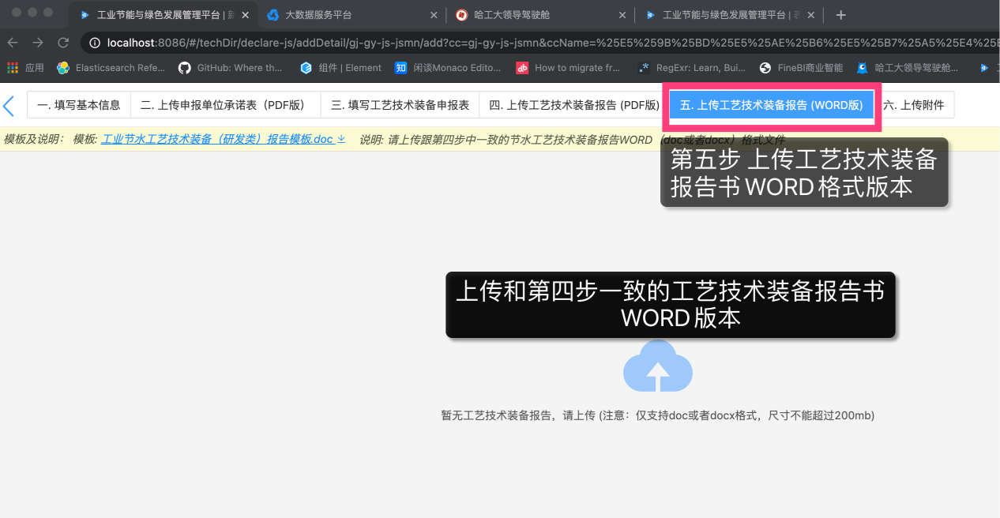 工业节能与绿色发展管理平台 |
大数据服务平台
哈工大领导驾驶舱
工业节能与绿色发展管理平台 |
localhost:8086/#/techDir/declare-js/addDetail/gj-gy-js-jsmn/add?cc=gj-gy-js-jsmn&ccName=%25E5%259B%25BD%25E5%25AE%25B6%25E5%25B7%25A5%25E4%25
应用
Elasticsearch Refe...
GitHub: Where th...
组件 | Element
知 闲谈Monaco Edito...
How to migrate fr...
RegExr: Learn, Bui...
FineBI商业智能
哈工大领导驾驶舱...
一. 填写基本信息
二. 上传申报单位承诺表（PDF版）
三. 填写工艺技术装备申报表
四. 上传工艺技术装备报告 (PDF版)
五. 上传工艺技术装备报告 (WORD版)
六. 上传附件
模板及说明： 模板: 工业节水工艺技术装备（研发类）报告模板.doc 说明: 请上传跟第四步中一致的节水工艺技术装备报告WORD（doc或者docx）格式文件
第五步 上传工艺技术装备
报告书 WORD 格式版本
上传和第四步一致的工艺技术装备报告书
WORD 版本
暂无工艺技术装备报告，请上传 (注意：仅支持doc或者docx格式，尺寸不能超过200mb)